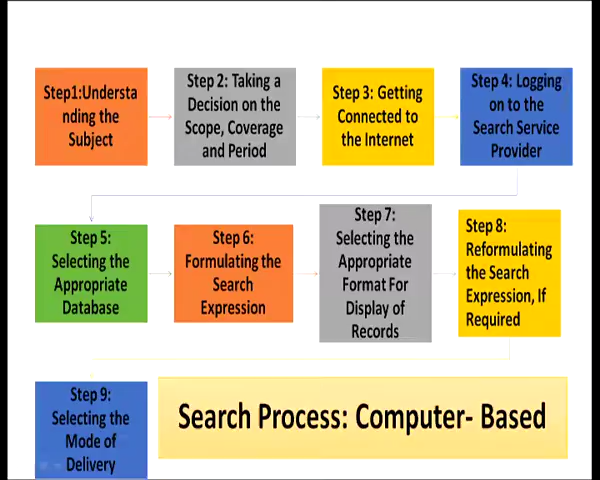 Step1:Understa
nding the
Subject
Step 2: Taking a
Decision on the
Scope, Coverage
and Period
Step 3: Getting
Connected to
the Internet
Step 4: Logging
on to the
Search Service
Provider
Step 5:
Selecting the
Appropriate
Database
Step 6:
Formulating the
Search
Expression
Step 7:
Selecting the
Appropriate
Format For
Display of
Records
Step 8:
Reformulating
the Search
Expression, If
Required
Step 9:
Selecting the
Mode of
Delivery
Search Process: Computer- Based